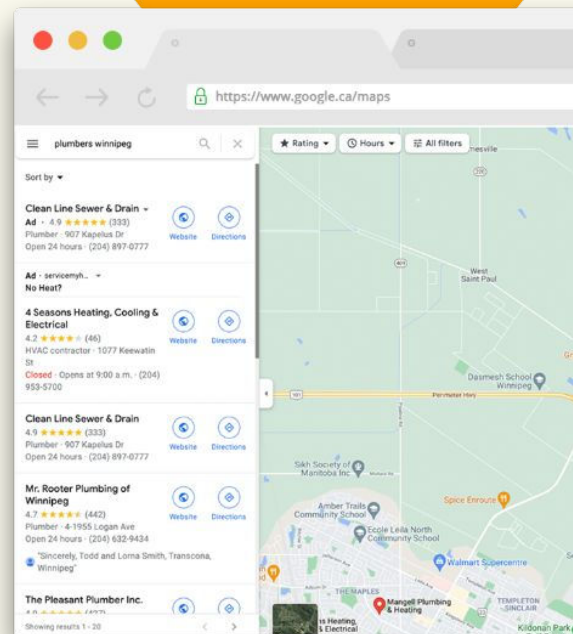 https://www.google.ca/maps
plumbers winnipeg
Rating
Hours
All filters
Sort by
Clean Line Sewer & Drain
Ad · 4.9 (333)
Plumber · 907 Kapelus Dr
Open 24 hours · (204) 897-0777
Website
Directions
Ad · servicemyh...
No Heat?
4 Seasons Heating, Cooling &
Electrical
4.2 (46)
HVAC contractor · 1077 Keewatin
St
Closed · Opens at 9:00 a.m. · (204)
953-5700
Website
Directions
Clean Line Sewer & Drain
4.9 (333)
Plumber · 907 Kapelus Dr
Open 24 hours · (204) 897-0777
Website
Directions
Mr. Rooter Plumbing of
Winnipeg
4.7 (442)
Plumber · 4-1955 Logan Ave
Open 24 hours · (204) 632-9434
Website
Directions
"Sincerely, Todd and Lorna Smith, Transcona,
Winnipeg"
The Pleasant Plumber Inc.
Showing results 1 - 20
mesville
West
Saint Paul
Dasmesh School
Winnipeg
101
Perimeter Hwy
Sikh Society of
Manitoba Inc
Amber Trails
Community School
Spice Enroute
Ecole Leila North
Community School
Walmart Supercentre
THE MAPLES
Mangell Plumbing
& Heating
TEMPLETON
SINCLAIR
ns Heating,
& Electrical
Kildonan Park